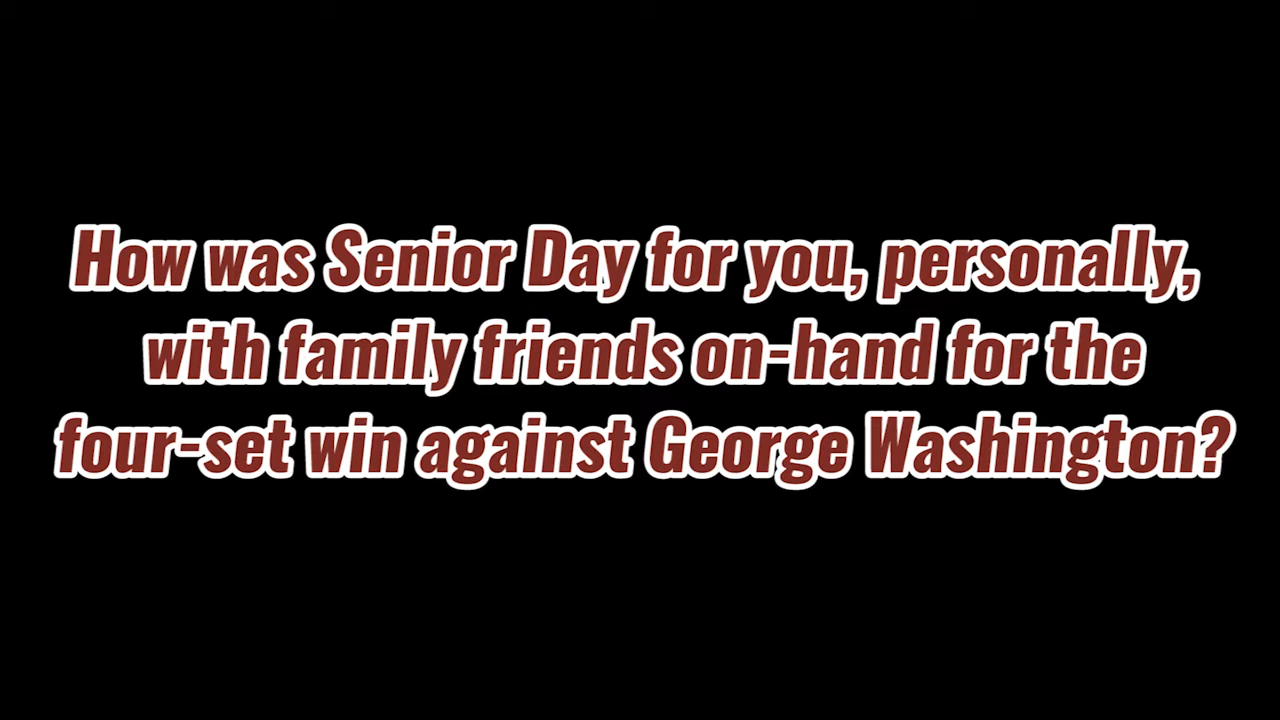 How was Senior Day for you, personally,
with family friends on-hand for the
four-set win against George Washington?